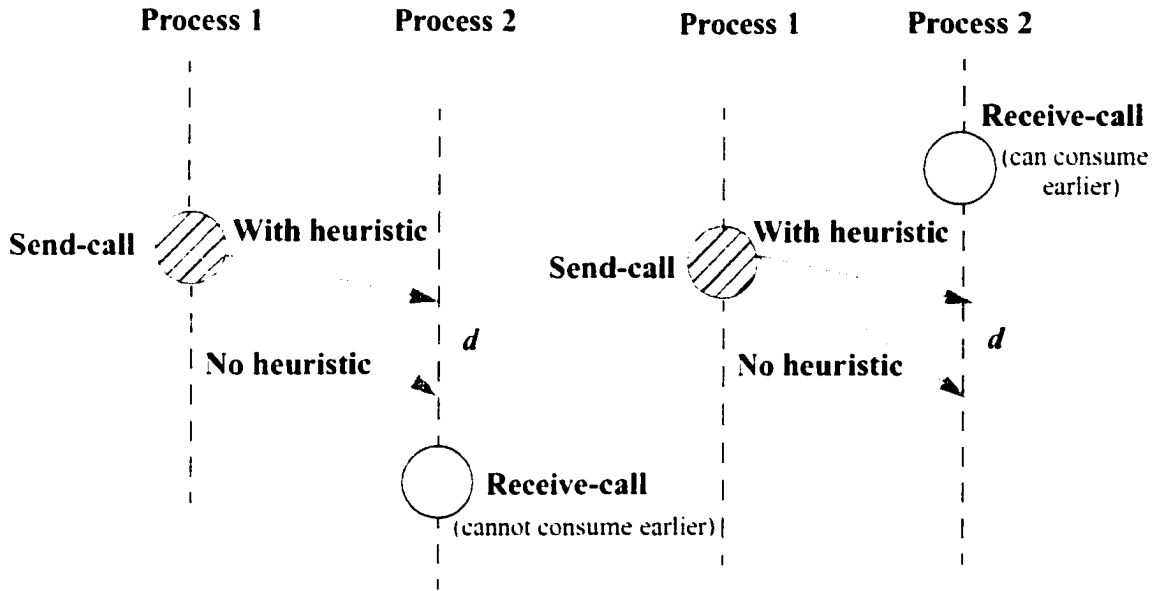 Process 1
Process 2
Send-call
With heuristic
d
No heuristic
Receive-call
(cannot consume earlier)
Process 1
Process 2
Receive-call
(can consume
earlier)
With heuristic
Send-call
d
No heuristic